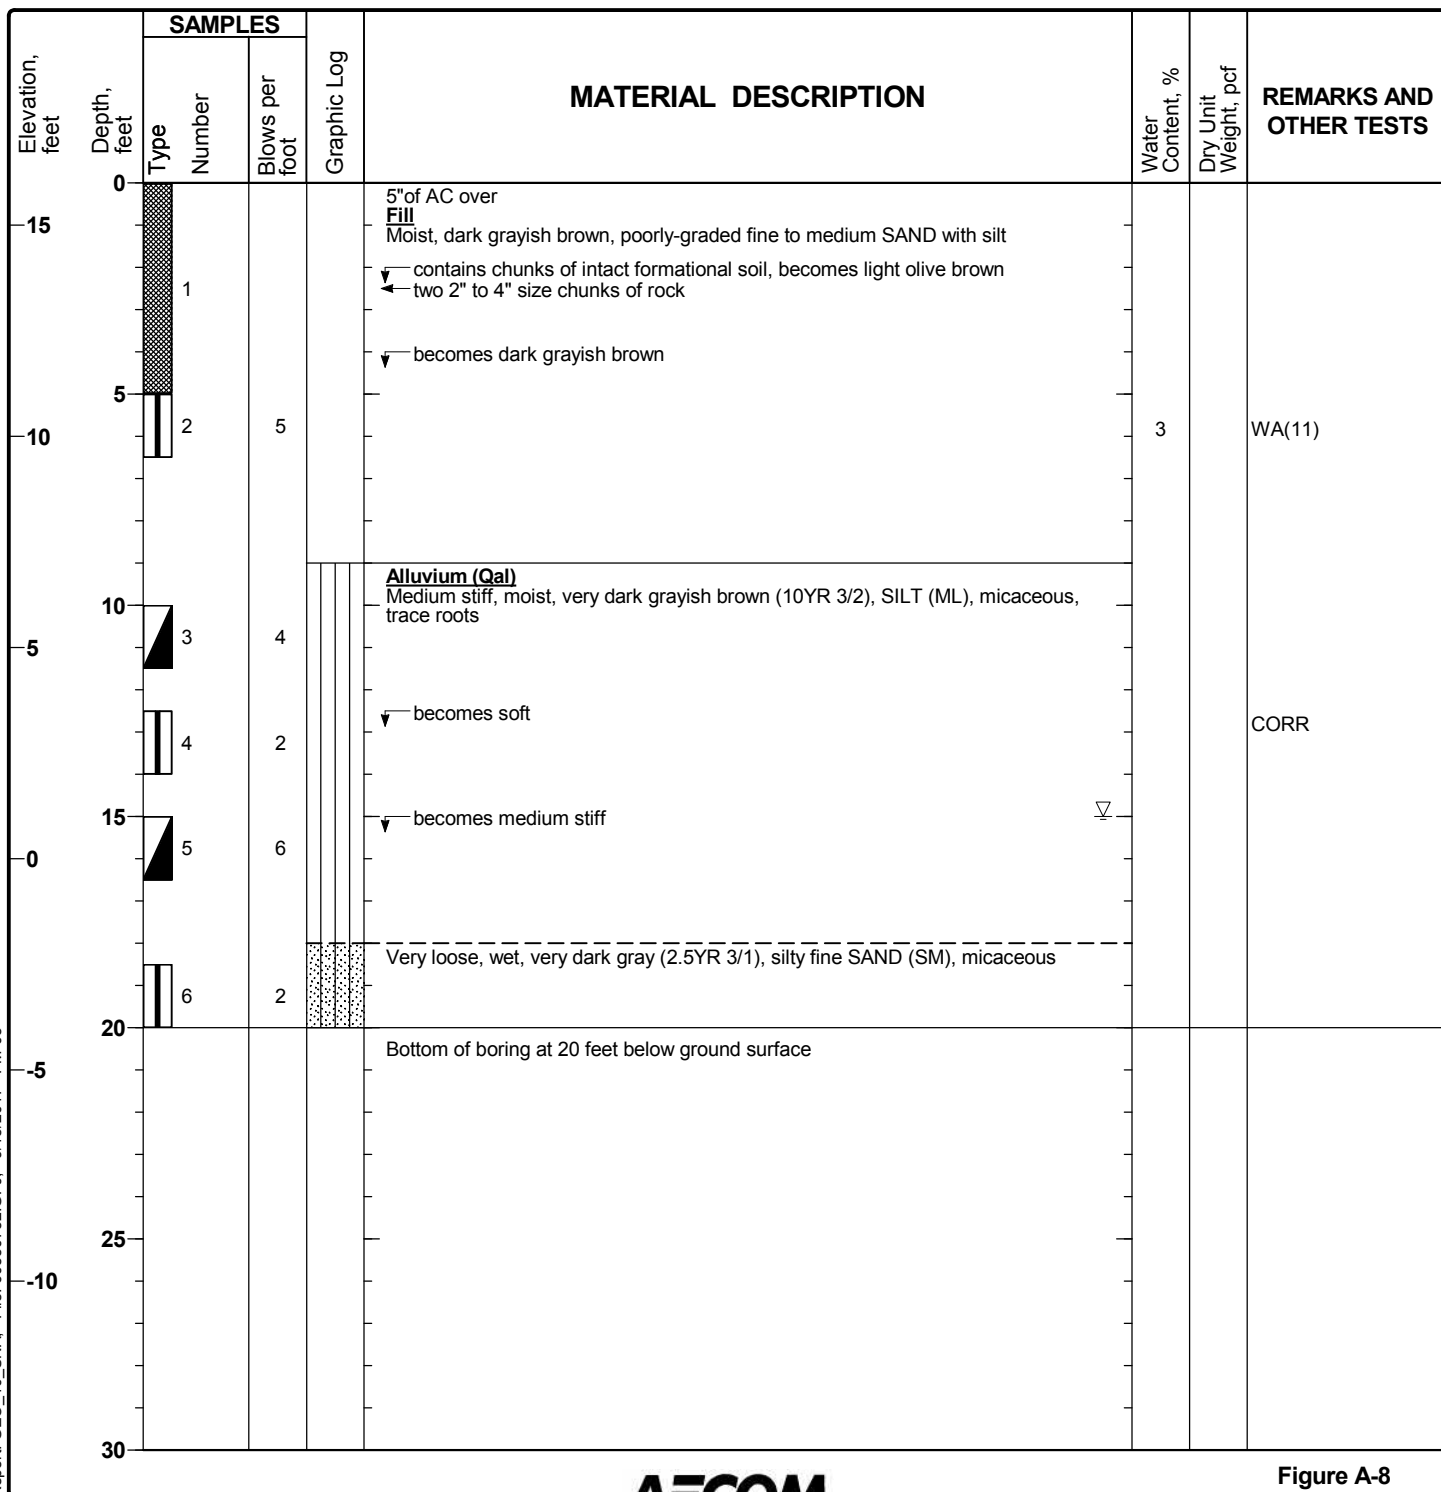 SAMPLES
Elevation,
feet
Depth,
feet
Type
Number
Blows per
foot
Graphic Log
MATERIAL DESCRIPTION
Water
Content, %
Dry Unit
Weight, pcf
REMARKS AND
OTHER TESTS
0
5"of AC over
Fill
15
Moist, dark grayish brown, poorly-graded fine to medium SAND with silt
contains chunks of intact formational soil, becomes light olive brown
1
two 2" to 4" size chunks of rock
becomes dark grayish brown
5
10
2
5
3
WA(11)
Alluvium (Qal)
Medium stiff, moist, very dark grayish brown (10YR 3/2), SILT (ML), micaceous,
10
trace roots
5
3
4
becomes soft
CORR
4
2
15
becomes medium stiff
0
5
6
Very loose, wet, very dark gray (2.5YR 3/1), silty fine SAND (SM), micaceous
6
2
20
Bottom of boring at 20 feet below ground surface
-5
25
-10
30
AECOM
Figure A-8